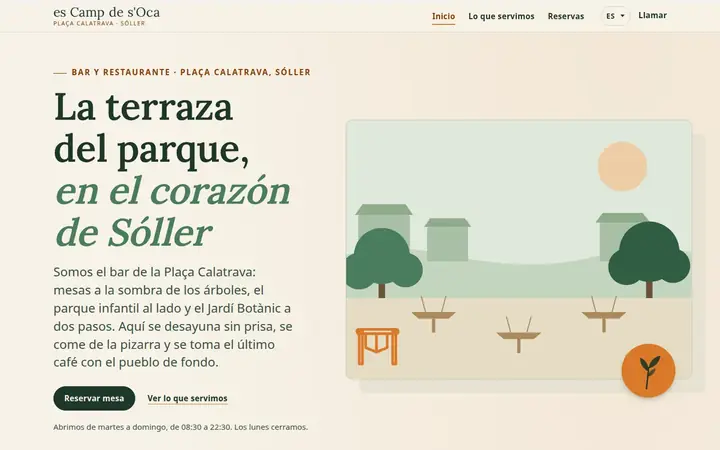 es Camp de s'Oca
PLAÇA CALATRAVA · SÓLLER
Inicio
Lo que servimos
Reservas
ES
Llamar
BAR Y RESTAURANTE · PLAÇA CALATRAVA, SÓLLER
La terraza
del parque,
en el corazón
de Sóller
Somos el bar de la Plaça Calatrava:
mesas a la sombra de los árboles, el
parque infantil al lado y el Jardí Botànic a
dos pasos. Aquí se desayuna sin prisa, se
come de la pizarra y se toma el último
café con el pueblo de fondo.
Reservar mesa
Ver lo que servimos
Abrimos de martes a domingo, de 08:30 a 22:30. Los lunes cerramos.